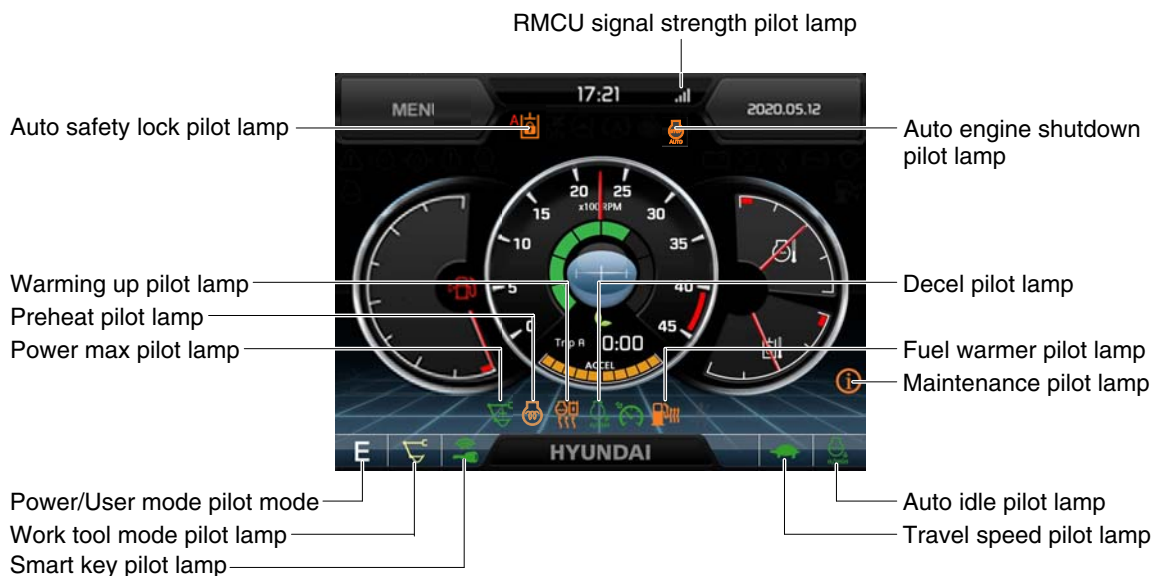 RMCU signal strength pilot lamp
MENU
17:21
2020.05.12
Auto safety lock pilot lamp
A
AUTO
Auto engine shutdown
pilot lamp
0
5
10
15
20
25
30
35
40
45
x100 RPM
Warming up pilot lamp
Decel pilot lamp
Preheat pilot lamp
Power max pilot lamp
Trip A
0:00
ACCEL
Fuel warmer pilot lamp
Maintenance pilot lamp
E
HYUNDAI
Power/User mode pilot mode
Auto idle pilot lamp
Work tool mode pilot lamp
Travel speed pilot lamp
Smart key pilot lamp